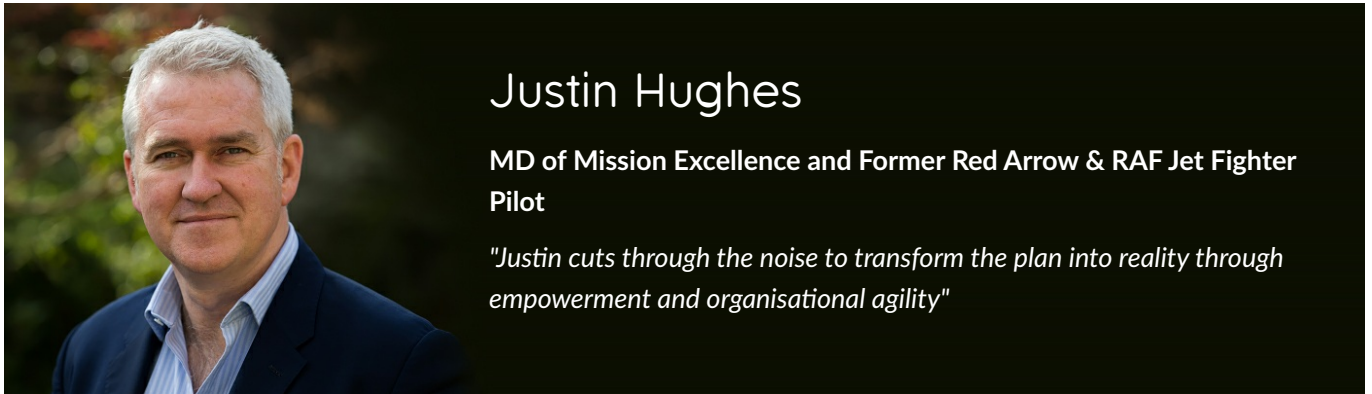 Justin Hughes
MD of Mission Excellence and Former Red Arrow & RAF Jet Fighter
Pilot
"Justin cuts through the noise to transform the plan into reality through
empowerment and organisational agility"